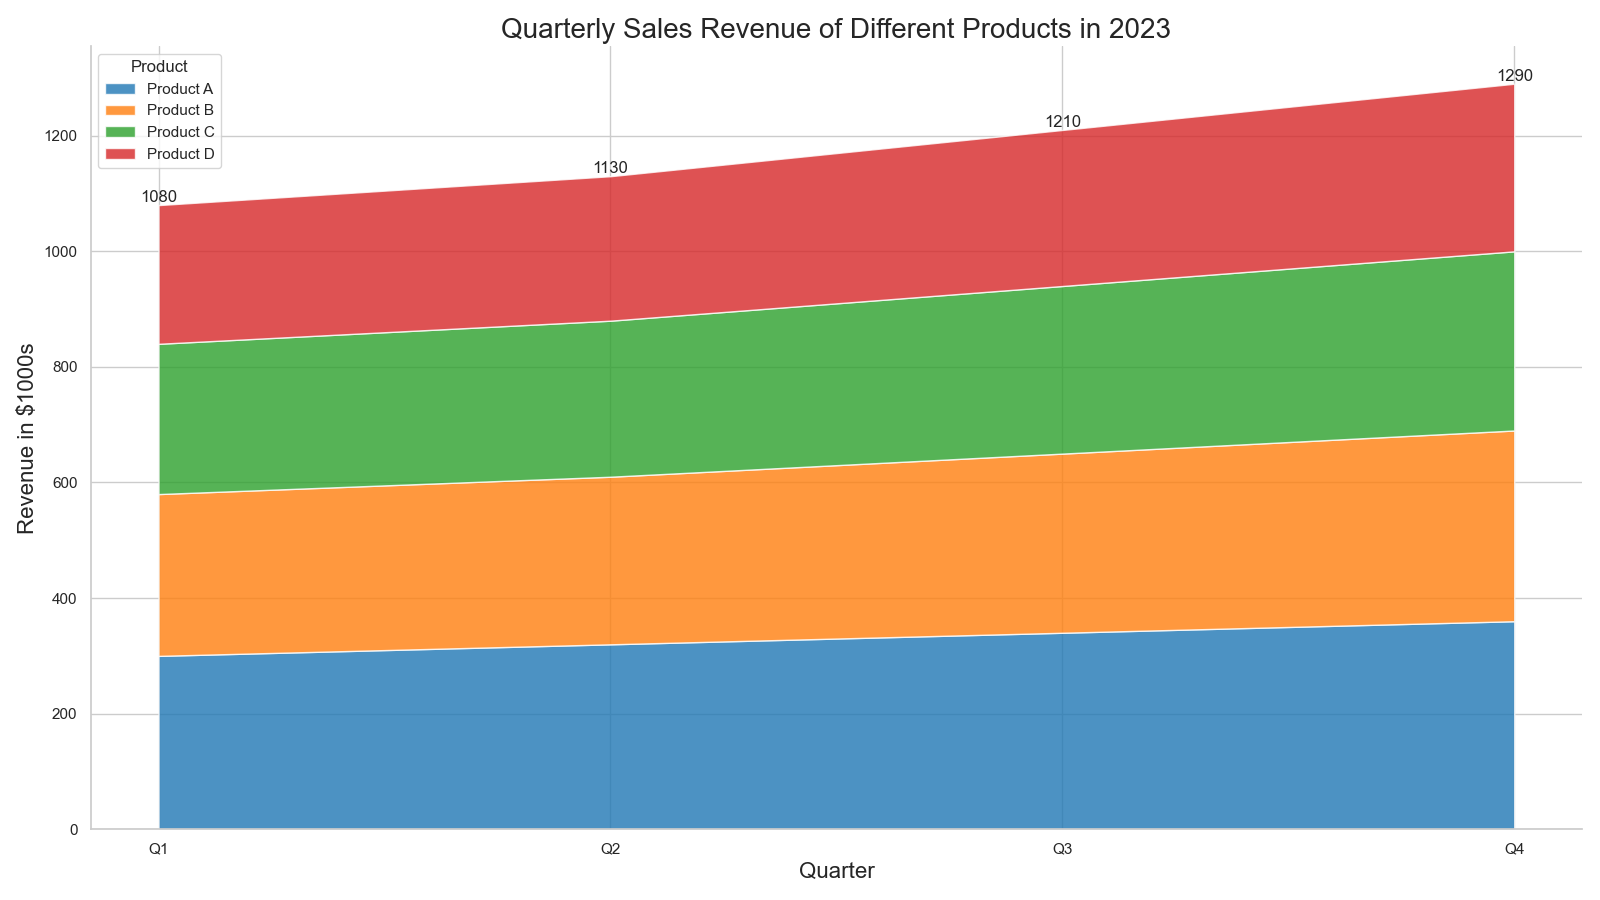 Quarterly Sales Revenue of Different Products in 2023
Product
Product A
Product B
Product C
Product D
1080
1130
1210
1290
Revenue in $1000s
1200
1000
800
600
400
200
0
Q1
Q2
Q3
Q4
Quarter